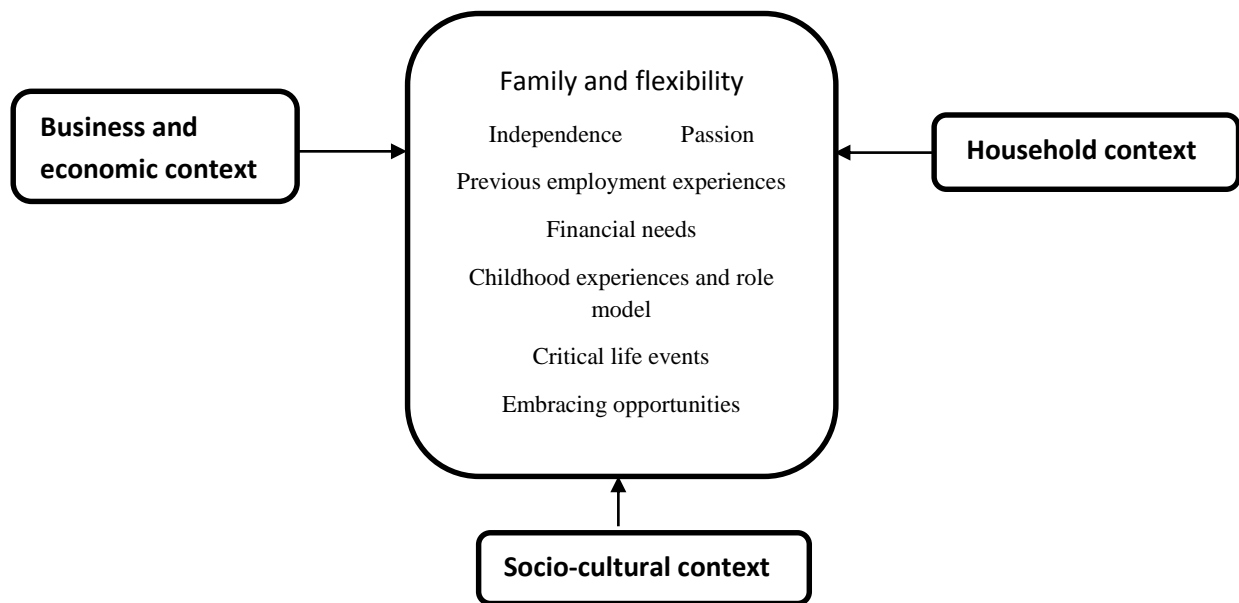 Family and flexibility
Business and
economic context
Independence Passion
Household context
Previous employment experiences
Financial needs
Childhood experiences and role
model
Critical life events
Embracing opportunities
Socio-cultural context